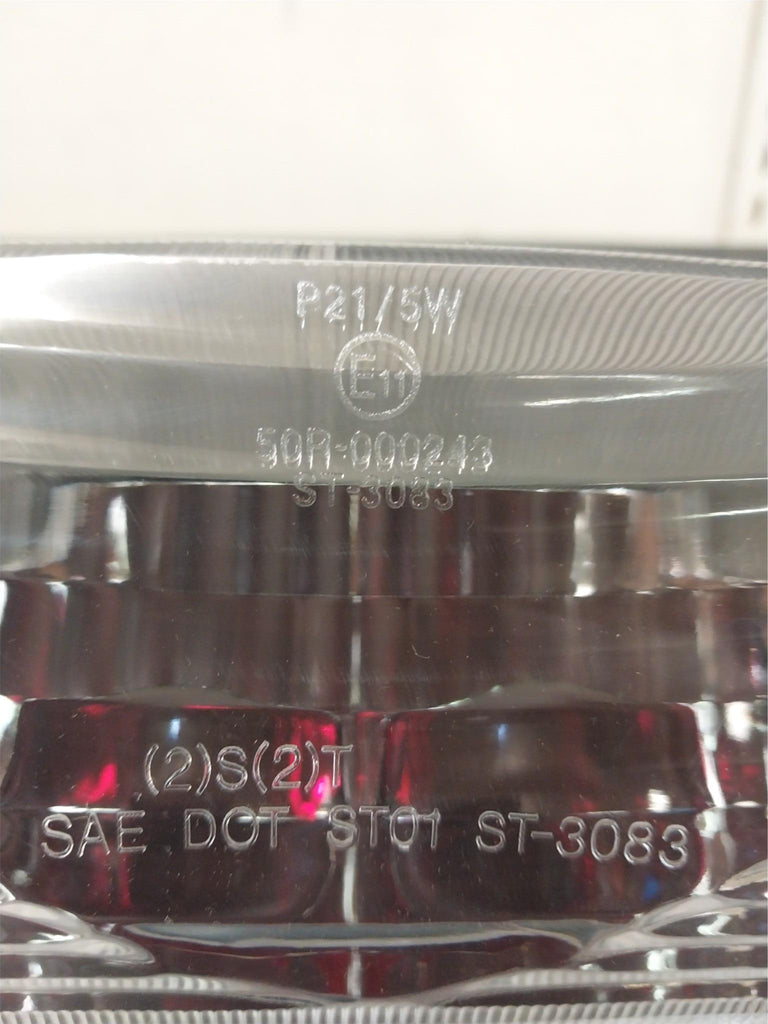 P21/5W
E11
50R-000243
ST-3083
(2)S(2)T
SAE DOT ST01 ST-3083